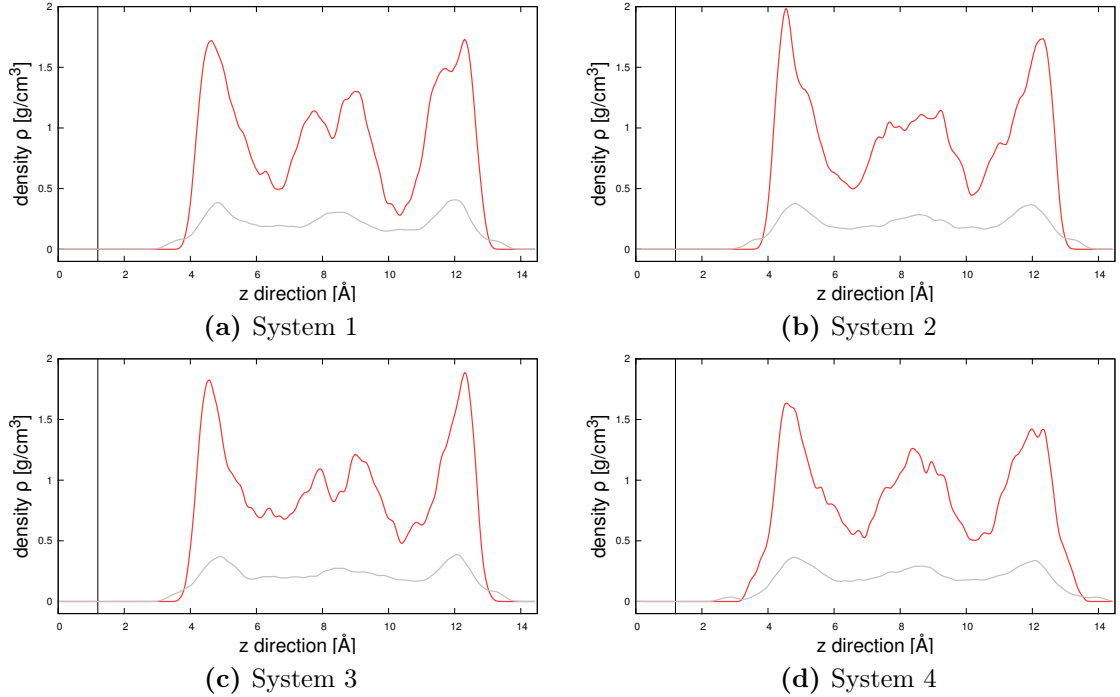 2
1.5
1
0.5
0
density ρ [g/cm³]
0 2 4 6 8 10 12 14
z direction [Å]
(a) System 1
2
1.5
1
0.5
0
density ρ [g/cm³]
0 2 4 6 8 10 12 14
z direction [Å]
(b) System 2
2
1.5
1
0.5
0
density ρ [g/cm³]
0 2 4 6 8 10 12 14
z direction [Å]
(c) System 3
2
1.5
1
0.5
0
density ρ [g/cm³]
0 2 4 6 8 10 12 14
z direction [Å]
(d) System 4